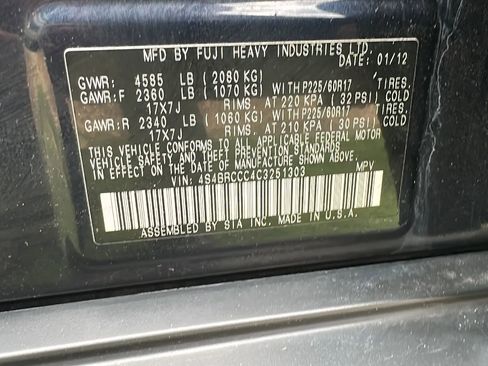 MFD BY FUJI HEAVY INDUSTRIES LTD.
DATE: 01/12
GVWR: 4585 LB (2080 KG)
GAWR:F 2360 LB (1070 KG) WITH P225/60R17 TIRES,
17X7J RIMS, AT 220 KPA (32 PSI) COLD
GAWR:R 2340 LB (1060 KG) WITH P225/60R17 TIRES,
17X7J RIMS, AT 210 KPA (30 PSI) COLD
THIS VEHICLE CONFORMS TO ALL APPLICABLE FEDERAL MOTOR
VEHICLE SAFETY AND THEFT PREVENTION STANDARDS
IN EFFECT ON THE DATE OF MANUFACTURE SHOWN ABOVE.
VIN: 4S4BRCCC4C3251303 MPV
ASSEMBLED BY SIA INC. MADE IN U.S.A.